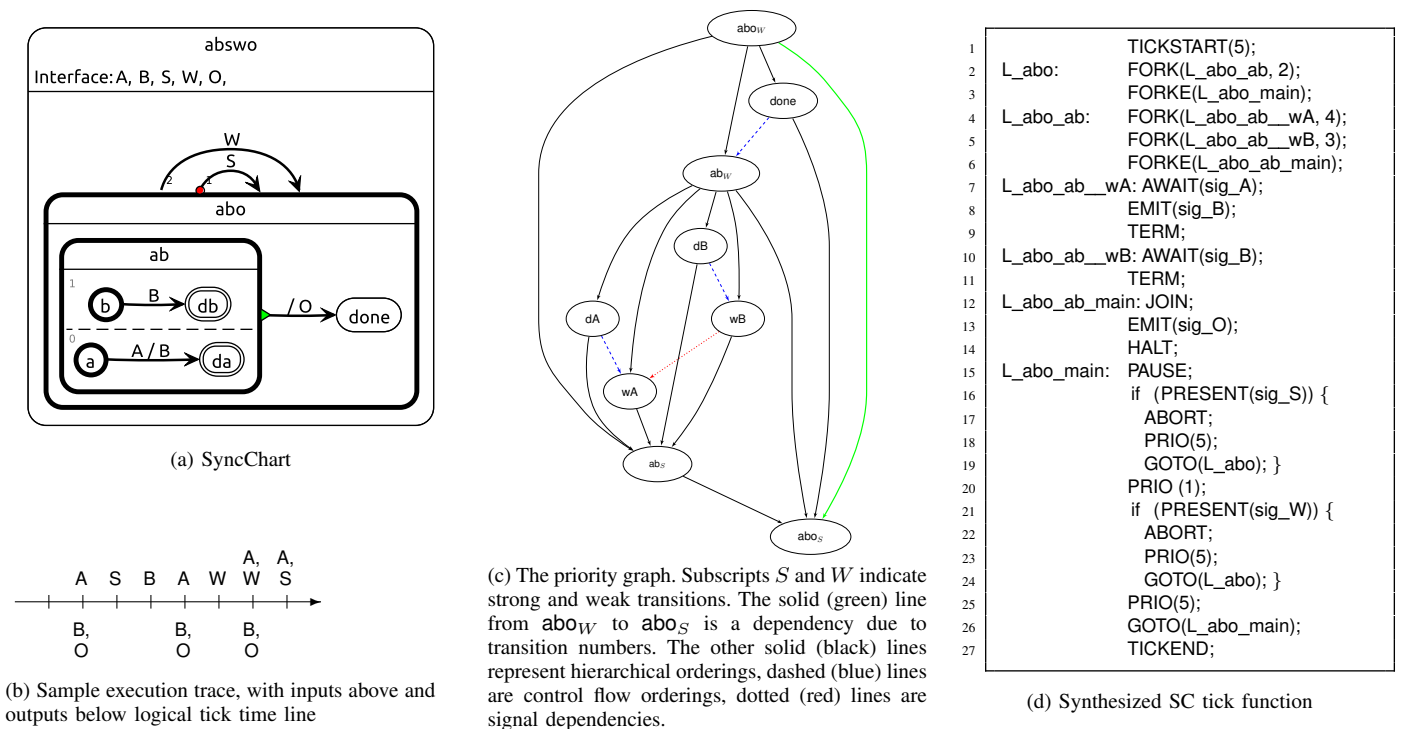 abswo
Interface: A, B, S, W, O,
W
S
2
1
abo
ab
1
b
B
db
/ O
done
0
a
A / B
da
(a) SyncChart
A, A,
A S B A W W S
B, B, B,
O O O
(b) Sample execution trace, with inputs above and
outputs below logical tick time line
abo_W
done
ab_W
dB
dA
wB
wA
ab_S
abo_S
(c) The priority graph. Subscripts S and W indicate
strong and weak transitions. The solid (green) line
from abo_W to abo_S is a dependency due to
transition numbers. The other solid (black) lines
represent hierarchical orderings, dashed (blue) lines
are control flow orderings, dotted (red) lines are
signal dependencies.
1 TICKSTART(5);
2 L_abo: FORK(L_abo_ab, 2);
3 FORKE(L_abo_main);
4 L_abo_ab: FORK(L_abo_ab__wA, 4);
5 FORK(L_abo_ab__wB, 3);
6 FORKE(L_abo_ab_main);
7 L_abo_ab__wA: AWAIT(sig_A);
8 EMIT(sig_B);
9 TERM;
10 L_abo_ab__wB: AWAIT(sig_B);
11 TERM;
12 L_abo_ab_main: JOIN;
13 EMIT(sig_O);
14 HALT;
15 L_abo_main: PAUSE;
16 if (PRESENT(sig_S)) {
17 ABORT;
18 PRIO(5);
19 GOTO(L_abo); }
20 PRIO (1);
21 if (PRESENT(sig_W)) {
22 ABORT;
23 PRIO(5);
24 GOTO(L_abo); }
25 PRIO(5);
26 GOTO(L_abo_main);
27 TICKEND;
(d) Synthesized SC tick function